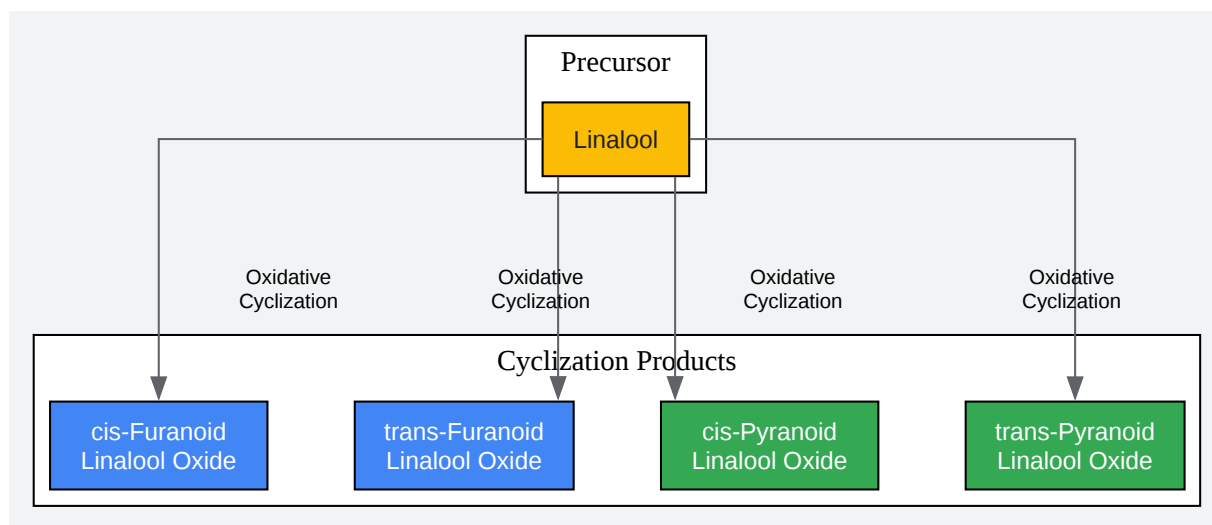 Precursor
Linalool
Oxidative
Cyclization
Oxidative
Cyclization
Oxidative
Cyclization
Oxidative
Cyclization
Cyclization Products
cis-Furanoid
Linalool Oxide
trans-Furanoid
Linalool Oxide
cis-Pyranoid
Linalool Oxide
trans-Pyranoid
Linalool Oxide